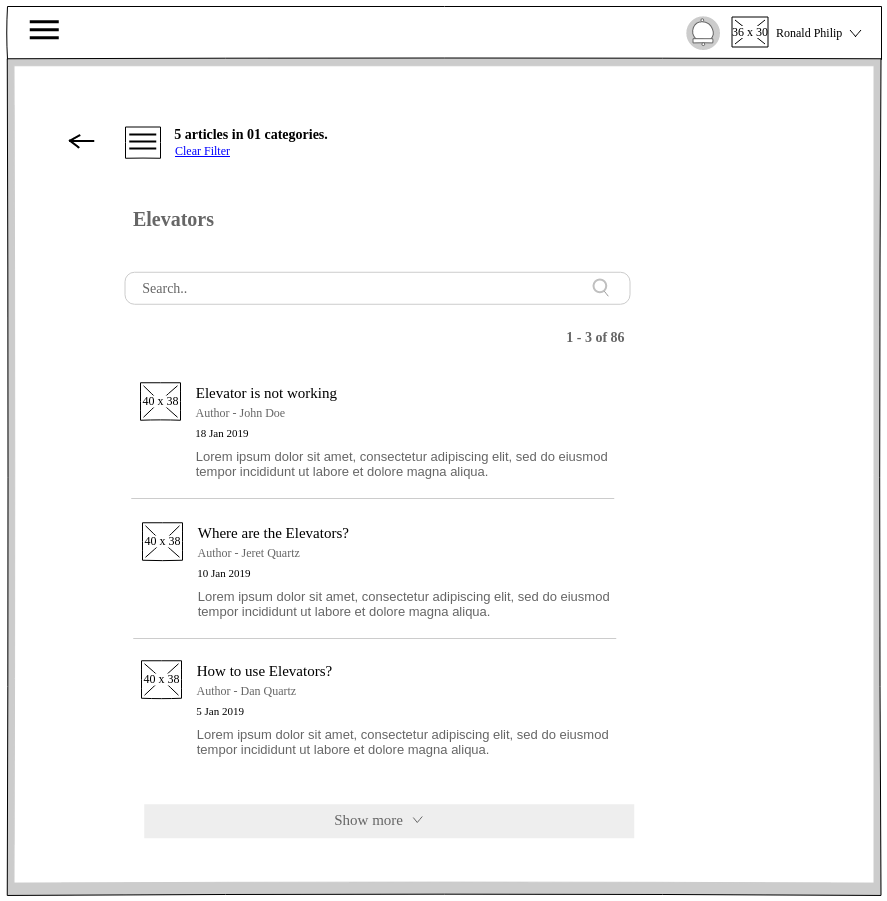 36 x 30 Ronald Philip
5 articles in 01 categories.
Clear Filter
Elevators
Search..
1 - 3 of 86
40 x 38
Elevator is not working
Author - John Doe
18 Jan 2019
Lorem ipsum dolor sit amet, consectetur adipiscing elit, sed do eiusmod
tempor incididunt ut labore et dolore magna aliqua.
40 x 38
Where are the Elevators?
Author - Jeret Quartz
10 Jan 2019
Lorem ipsum dolor sit amet, consectetur adipiscing elit, sed do eiusmod
tempor incididunt ut labore et dolore magna aliqua.
40 x 38
How to use Elevators?
Author - Dan Quartz
5 Jan 2019
Lorem ipsum dolor sit amet, consectetur adipiscing elit, sed do eiusmod
tempor incididunt ut labore et dolore magna aliqua.
Show more